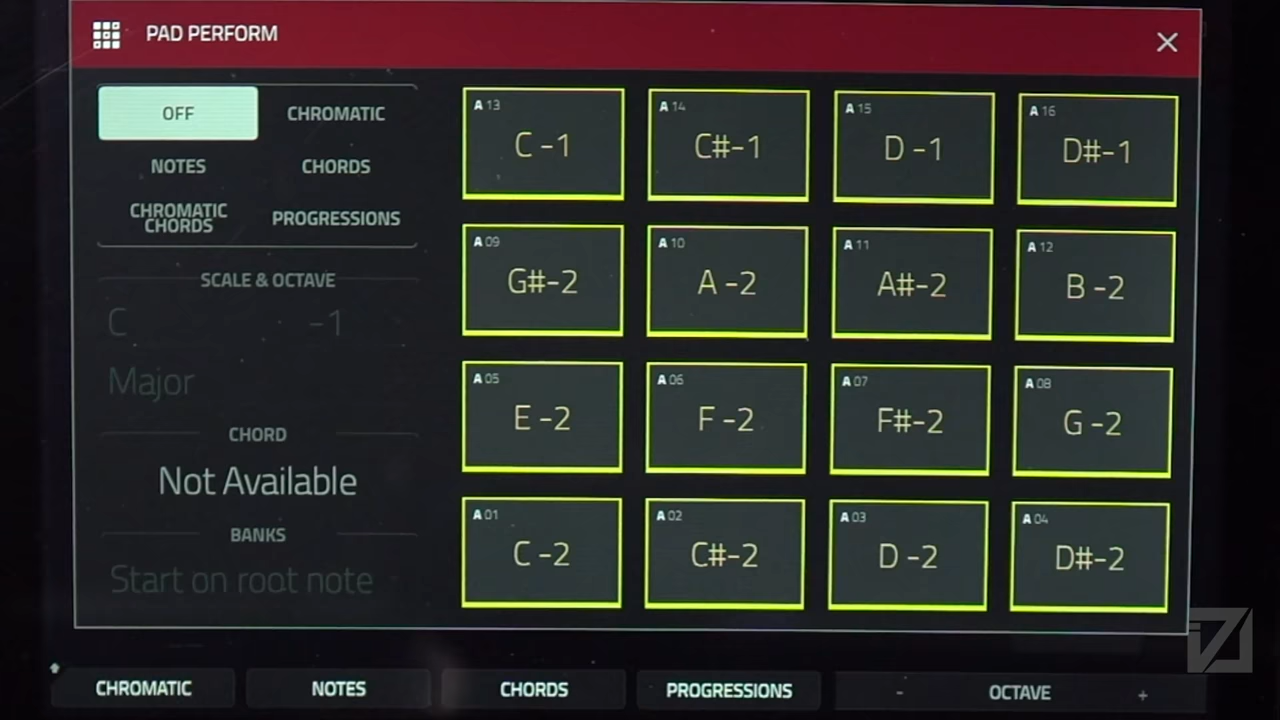 PAD PERFORM
OFF
CHROMATIC
NOTES
CHORDS
CHROMATIC
CHORDS
PROGRESSIONS
SCALE & OCTAVE
C -1
Major
CHORD
Not Available
BANKS
Start on root note
A 13
C -1
A 14
C#-1
A 15
D -1
A 16
D#-1
A 09
G#-2
A 10
A -2
A 11
A#-2
A 12
B -2
A 05
E -2
A 06
F -2
A 07
F#-2
A 08
G -2
A 01
C -2
A 02
C#-2
A 03
D -2
A 04
D#-2
CHROMATIC
NOTES
CHORDS
PROGRESSIONS
- OCTAVE +